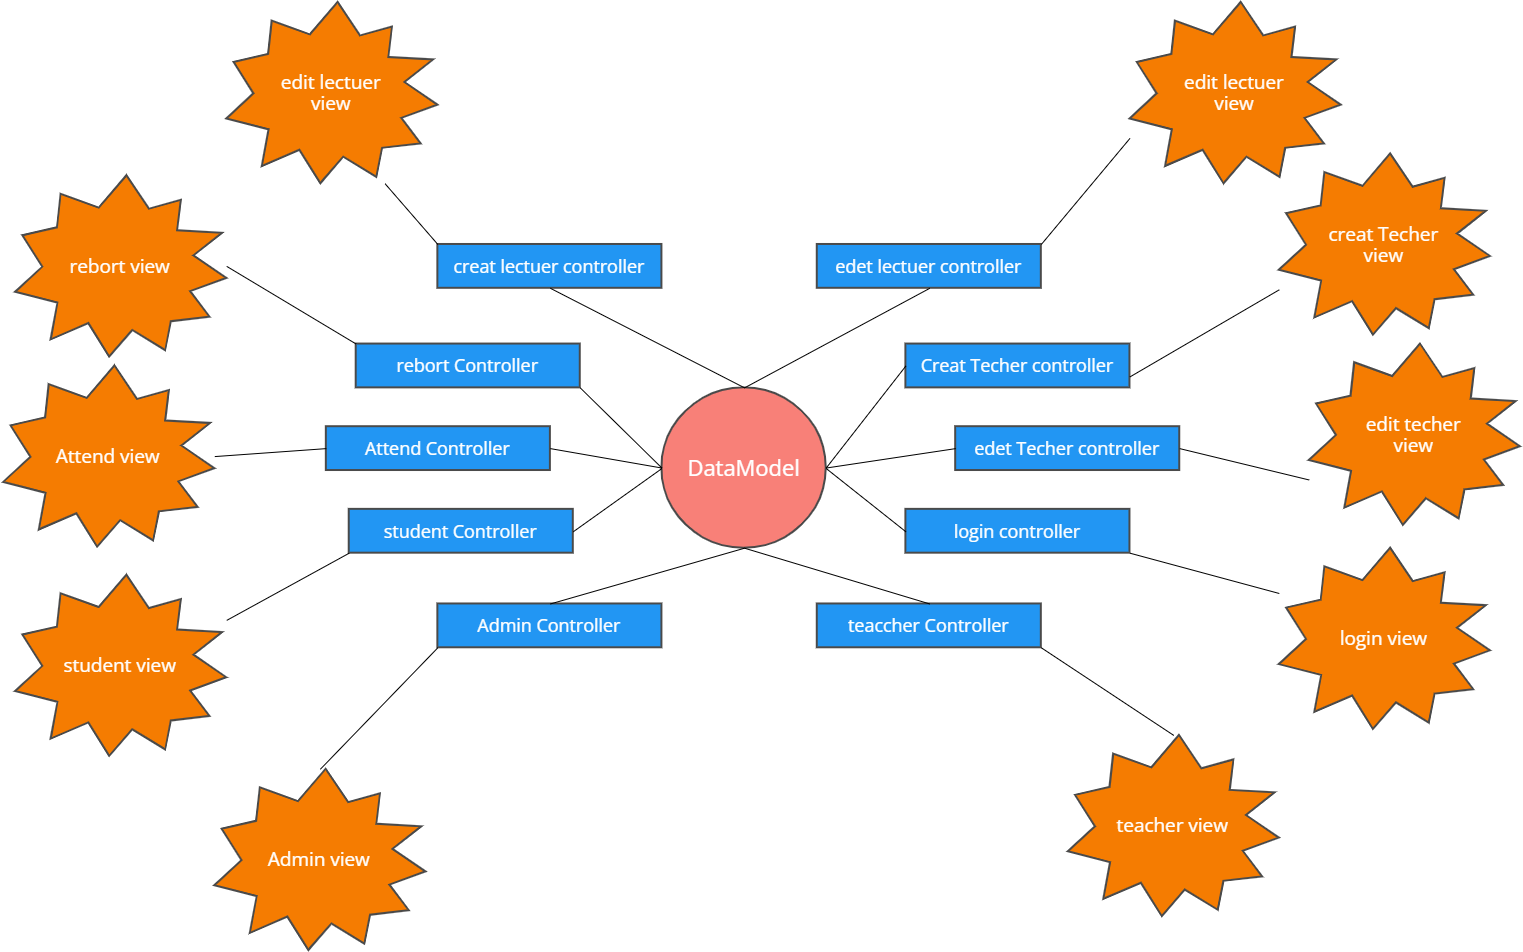 edit lectuer
view
edit lectuer
view
creat Techer
view
rebort view
creat lectuer controller
edet lectuer controller
rebort Controller
Creat Techer controller
edit techer
view
Attend view
Attend Controller
DataModel
edet Techer controller
student Controller
login controller
student view
Admin Controller
teaccher Controller
login view
Admin view
teacher view